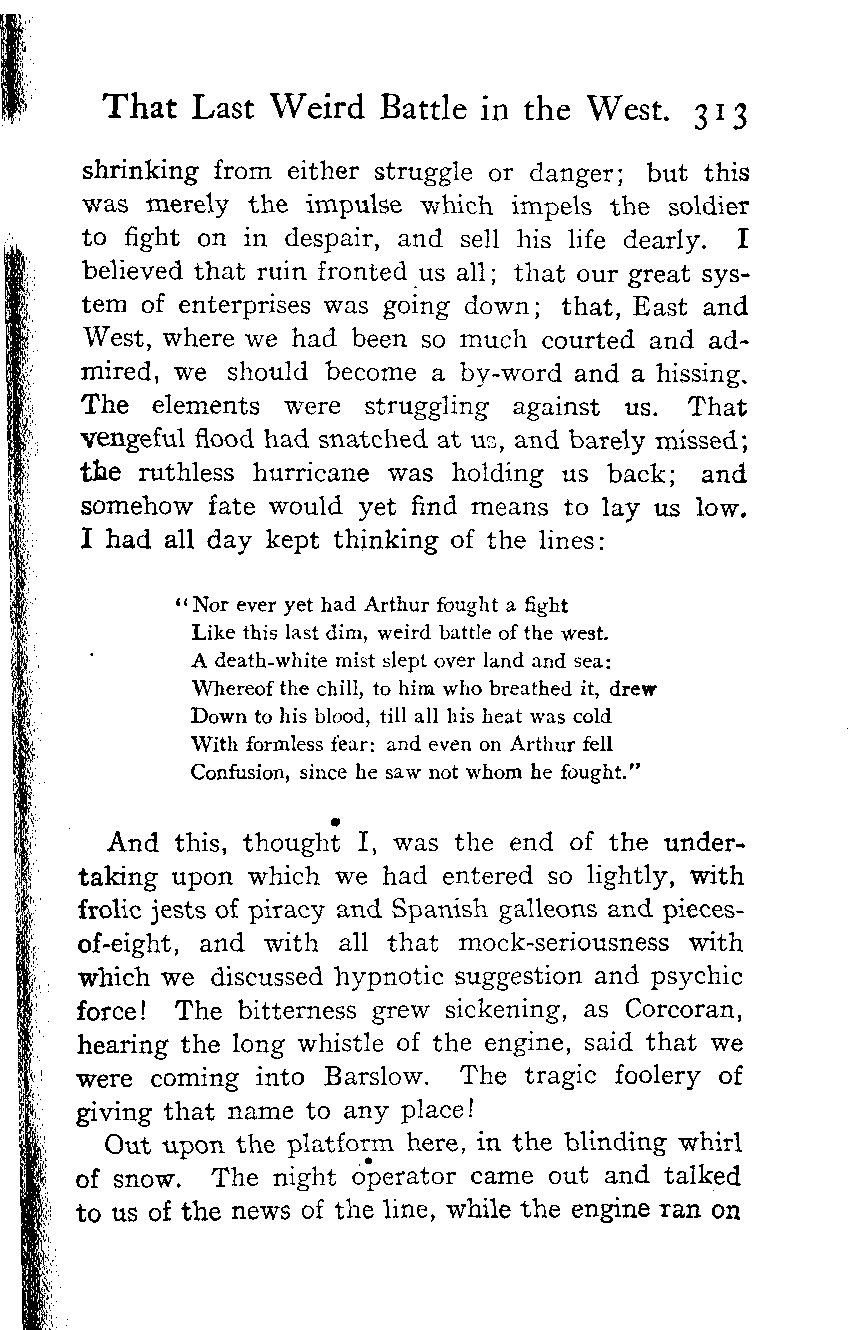 That Last Weird Battle in the West. 313
shrinking from either struggle or danger; but this
was merely the impulse which impels the soldier
to fight on in despair, and sell his life dearly. I
believed that ruin fronted us all; that our great sys-
tem of enterprises was going down; that, East and
West, where we had been so much courted and ad-
mired, we should become a by-word and a hissing.
The elements were struggling against us. That
vengeful flood had snatched at us, and barely missed;
the ruthless hurricane was holding us back; and
somehow fate would yet find means to lay us low.
I had all day kept thinking of the lines:
"Nor ever yet had Arthur fought a fight
Like this last dim, weird battle of the west.
A death-white mist slept over land and sea:
Whereof the chill, to him who breathed it, drew
Down to his blood, till all his heat was cold
With formless fear: and even on Arthur fell
Confusion, since he saw not whom he fought."
And this, thought I, was the end of the under-
taking upon which we had entered so lightly, with
frolic jests of piracy and Spanish galleons and pieces-
of-eight, and with all that mock-seriousness with
which we discussed hypnotic suggestion and psychic
force! The bitterness grew sickening, as Corcoran,
hearing the long whistle of the engine, said that we
were coming into Barslow. The tragic foolery of
giving that name to any place!
Out upon the platform here, in the blinding whirl
of snow. The night operator came out and talked
to us of the news of the line, while the engine ran on